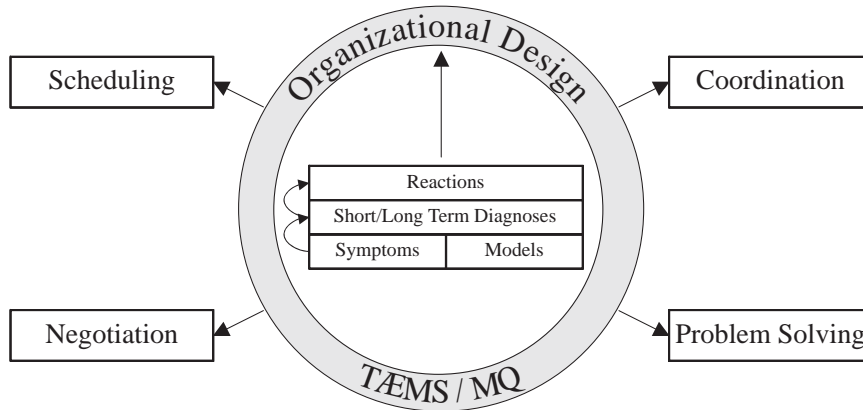 Organizational Design
Scheduling
Coordination
Reactions
Short/Long Term Diagnoses
Symptoms
Models
Negotiation
Problem Solving
TÆMS / MQ